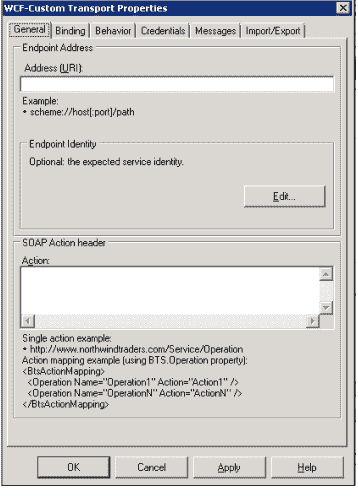 WCF-Custom Transport Properties
General Binding Behavior Credentials Messages Import/Export
Endpoint Address
Address (URI):
Example:
• scheme://host[:port]/path
Endpoint Identity
Optional: the expected service identity.
Edit...
SOAP Action header
Action:
Single action example:
• http://www.northwindtraders.com/Service/Operation
Action mapping example (using BTS.Operation property):
<BtsActionMapping>
<Operation Name="Operation1" Action="Action1" />
<Operation Name="OperationN" Action="ActionN" />
</BtsActionMapping>
OK Cancel Apply Help